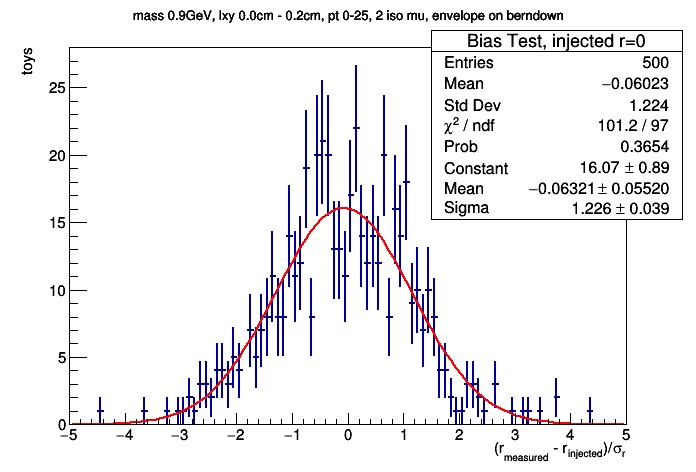 mass 0.9GeV, lxy 0.0cm - 0.2cm, pt 0-25, 2 iso mu, envelope on berndown
toys
Bias Test, injected r=0
Entries 500
Mean −0.06023
Std Dev 1.224
χ² / ndf 101.2 / 97
Prob 0.3654
Constant 16.07 ± 0.89
Mean −0.06321 ± 0.05520
Sigma 1.226 ± 0.039
25
20
15
10
5
0
−5 −4 −3 −2 −1 0 1 2 3 4 5
(r_measured - r_injected)/σ_r